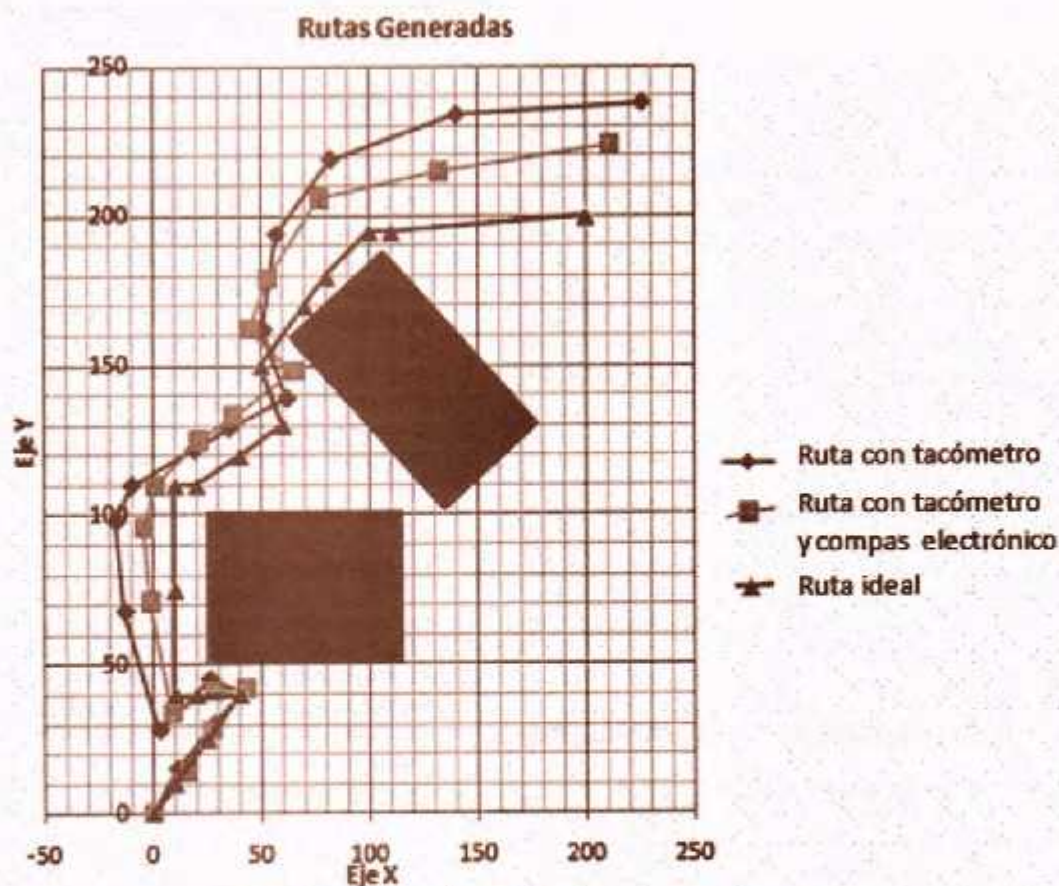 Rutas Generadas
250
200
150
100
50
0
Eje Y
-50 0 50 100 150 200 250
Eje X
Ruta con tacómetro
Ruta con tacómetro
y compas electrónico
Ruta ideal